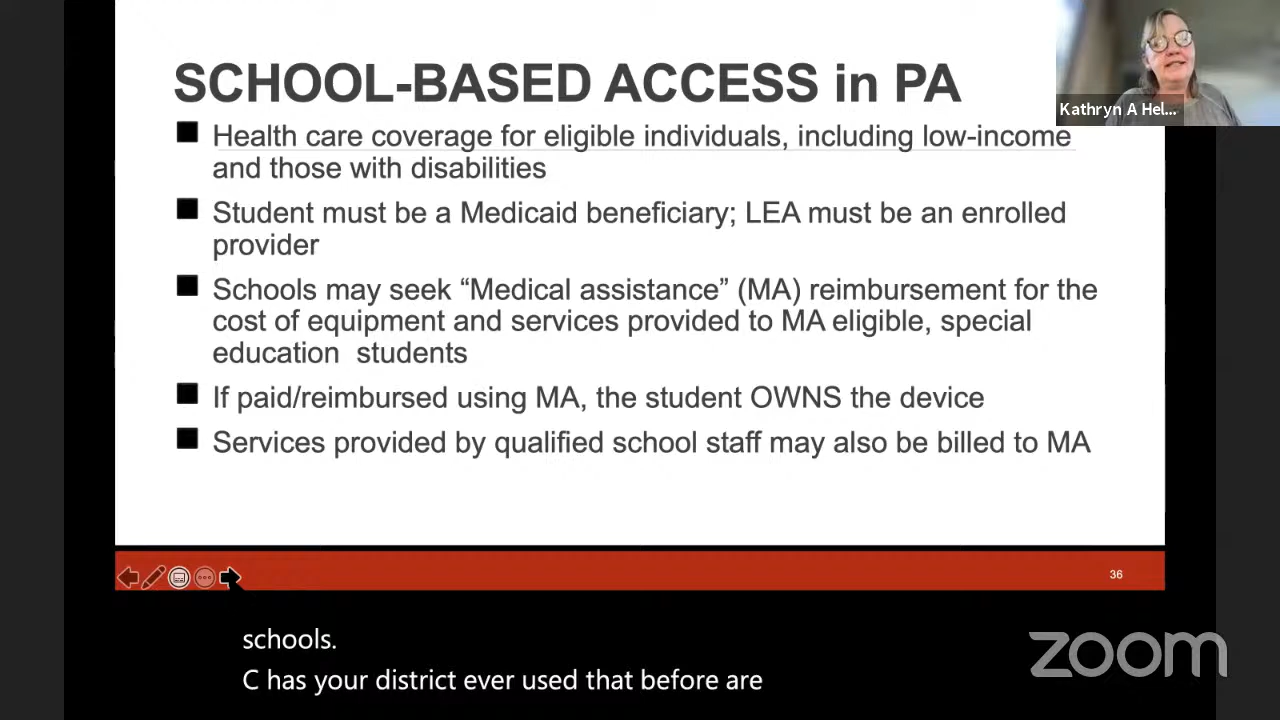 SCHOOL-BASED ACCESS in PA
Kathryn A Hel...
■ Health care coverage for eligible individuals, including low-income
and those with disabilities
■ Student must be a Medicaid beneficiary; LEA must be an enrolled
provider
■ Schools may seek “Medical assistance” (MA) reimbursement for the
cost of equipment and services provided to MA eligible, special
education  students
■ If paid/reimbursed using MA, the student OWNS the device
■ Services provided by qualified school staff may also be billed to MA
36
schools.
C has your district ever used that before are
zoom